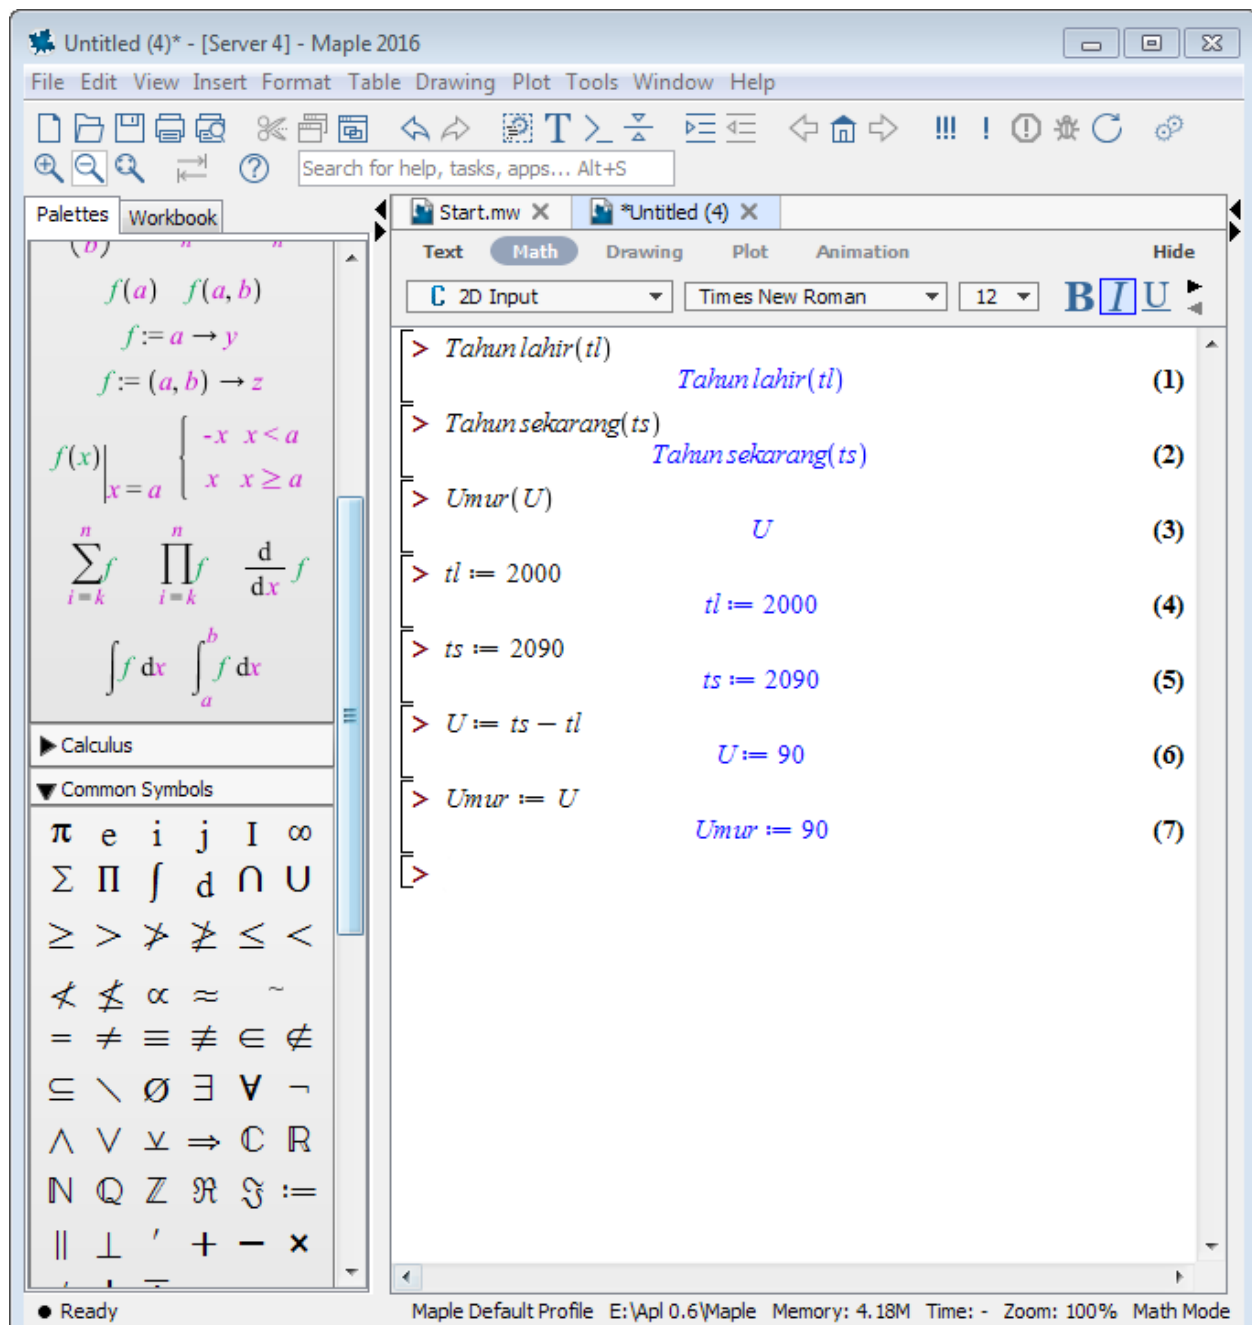 Untitled (4)* - [Server 4] - Maple 2016
File Edit View Insert Format Table Drawing Plot Tools Window Help
Search for help, tasks, apps... Alt+S
Palettes Workbook
Start.mw *Untitled (4)
Text Math Drawing Plot Animation Hide
C 2D Input Times New Roman 12 B I U
(b) n n
f(a) f(a, b)
f := a → y
f := (a, b) → z
f(x)| x = a { -x x < a
x x ≥ a
n ∑ i = k f n ∏ i = k f d/dx f
∫ f dx ∫ a b f dx
Calculus
Common Symbols
π e i j I ∞
Σ Π ∫ d ∩ ∪
≥ > ≯ ≱ ≤ <
≮ ≰ ∝ ≈ ~
= ≠ ≡ ≢ ∈ ∉
⊆ \ ∅ ∃ ∀ ¬
∧ ∨ ⊻ ⇒ ℂ ℝ
ℕ ℚ ℤ ℜ ℑ :=
∥ ⊥ ′ + − ×
> Tahun lahir(tl)
Tahun lahir(tl) (1)
> Tahun sekarang(ts)
Tahun sekarang(ts) (2)
> Umur(U)
U (3)
> tl := 2000
tl := 2000 (4)
> ts := 2090
ts := 2090 (5)
> U := ts − tl
U := 90 (6)
> Umur := U
Umur := 90 (7)
>
Ready
Maple Default Profile E:\Apl 0.6\Maple Memory: 4.18M Time: - Zoom: 100% Math Mode